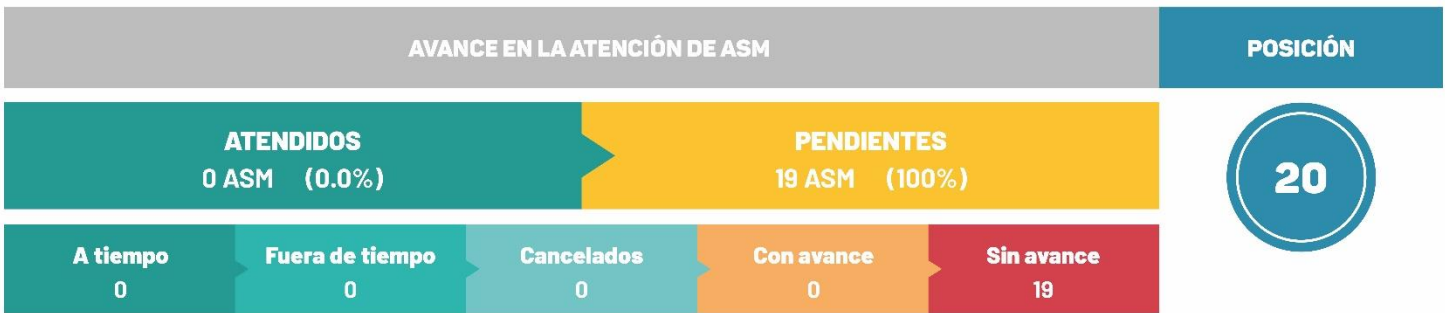 AVANCE EN LA ATENCIÓN DE ASM
POSICIÓN
ATENDIDOS
0 ASM (0.0%)
PENDIENTES
19 ASM (100%)
20
A tiempo
0
Fuera de tiempo
0
Cancelados
0
Con avance
0
Sin avance
19